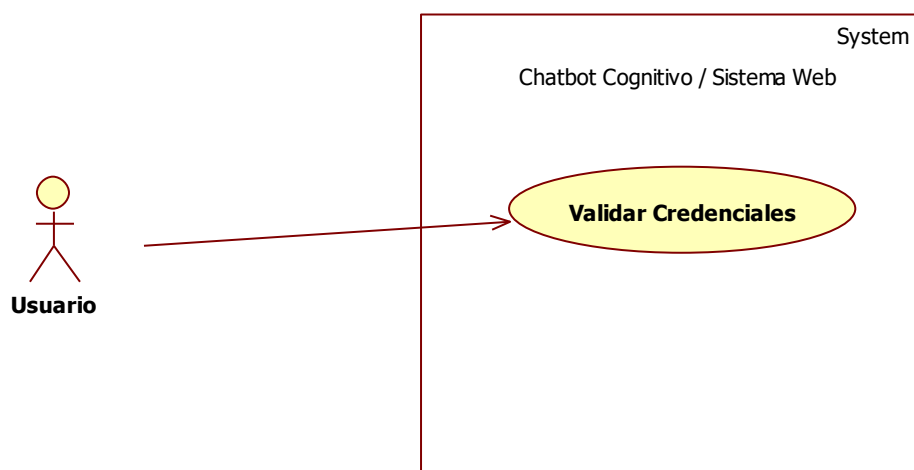 System
Chatbot Cognitivo / Sistema Web
Validar Credenciales
Usuario